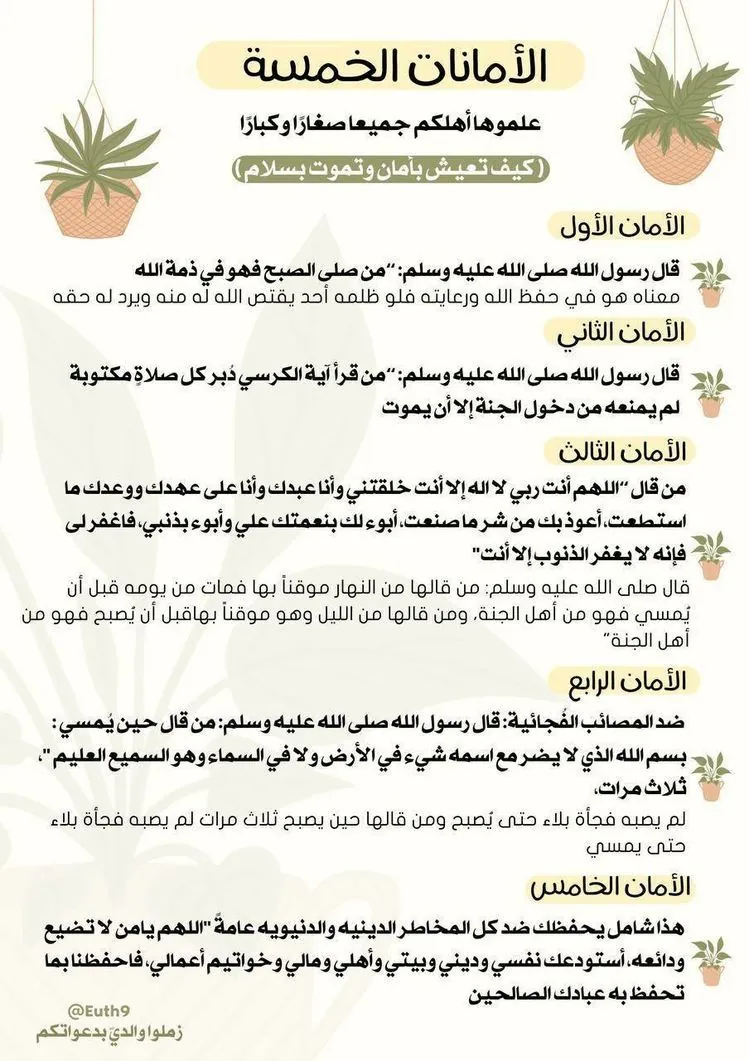 الأمانات الخمسة
علموها أهلكم جميعا صغارًا وكبارًا
(كيف تعيش بأمان وتموت بسلام)
الأمان الأول
قال رسول الله صلى الله عليه وسلم: “من صلى الصبح فهو في ذمة الله
معناه هو في حفظ الله ورعايته فلو ظلمه أحد يقتص الله له منه ويرد له حقه
الأمان الثاني
قال رسول الله صلى الله عليه وسلم: “من قرأ آية الكرسي دُبر كل صلاةِ مكتوبة
لم يمنعه من دخول الجنة إلا أن يموت
الأمان الثالث
من قال “اللهم أنت ربي لا اله إلا أنت خلقتني وأنا عبدك وأنا على عهدك ووعدك ما
استطعت، أعوذ بك من شر ما صنعت، أبوء لك بنعمتك علي وأبوء بذنبي، فاغفر لى
فإنه لا يغفر الذنوب إلا أنت"
قال صلى الله عليه وسلم: من قالها من النهار موقناً بها فمات من يومه قبل أن
يُمسي فهو من أهل الجنة، ومن قالها من الليل وهو موقناً بهاقبل أن يُصبح فهو من
أهل الجنة”
الأمان الرابع
ضد المصائب الفُجائية: قال رسول الله صلى الله عليه وسلم: من قال حين يُمسي :
بسم الله الذي لا يضر مع اسمه شيء في الأرض ولا في السماء وهو السميع العليم "،
ثلاث مرات،
لم يصبه فجأة بلاء حتى يُصبح ومن قالها حين يصبح ثلاث مرات لم يصبه فجأة بلاء
حتى يمسي
الأمان الخامس
هذا شامل يحفظك ضد كل المخاطر الدينيه والدنيويه عامةً "اللهم يامن لا تضيع
ودائعه، أستودعك نفسي وديني وبيتي وأهلي ومالي وخواتيم أعمالي، فاحفظنا بما
تحفظ به عبادك الصالحين
@Euth9
زملوا والديَ بدعواتكم